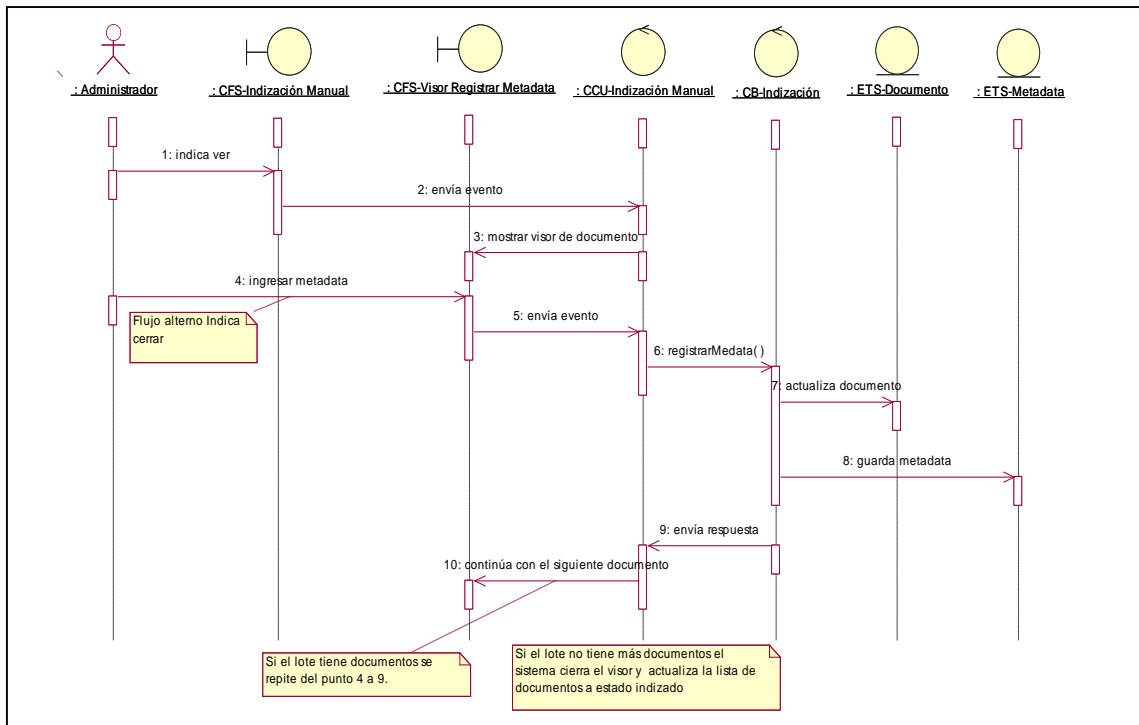 : Administrador
: CFS-Indización Manual
: CFS-Visor Registrar Metadata
: CCU-Indización Manual
: CB-Indización
: ETS-Documento
: ETS-Metadata
1: indica ver
2: envía evento
3: mostrar visor de documento
4: ingresar metadata
Flujo alterno Indica
cerrar
5: envía evento
6: registrarMedata( )
7: actualiza documento
8: guarda metadata
9: envía respuesta
10: continúa con el siguiente documento
Si el lote tiene documentos se
repite del punto 4 a 9.
Si el lote no tiene más documentos el
sistema cierra el visor y actualiza la lista de
documentos a estado indizado